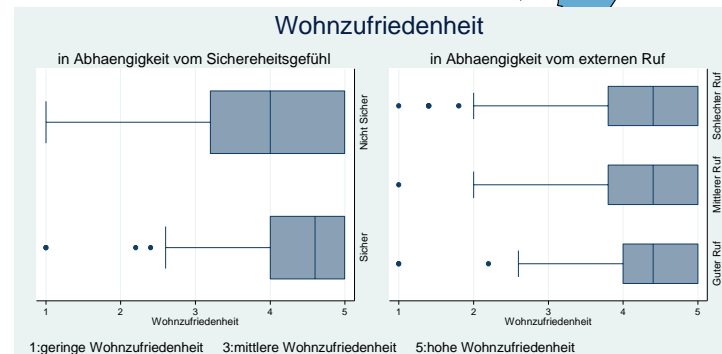 Wohnzufriedenheit
in Abhaengigkeit vom Sichereheitsgefühl
Nicht Sicher
Sicher
1 2 3 4 5
Wohnzufriedenheit
in Abhaengigkeit vom externen Ruf
Schlechter Ruf
Mittlerer Ruf
Guter Ruf
1 2 3 4 5
Wohnzufriedenheit
1:geringe Wohnzufriedenheit 3:mittlere Wohnzufriedenheit 5:hohe Wohnzufriedenheit